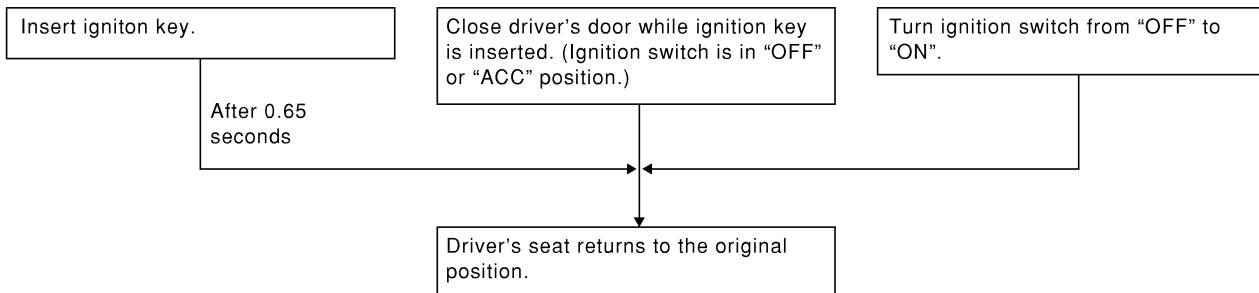 Insert igniton key.
Close driver’s door while ignition key
is inserted. (Ignition switch is in “OFF”
or “ACC” position.)
Turn ignition switch from “OFF” to
“ON”.
After 0.65
seconds
Driver’s seat returns to the original
position.